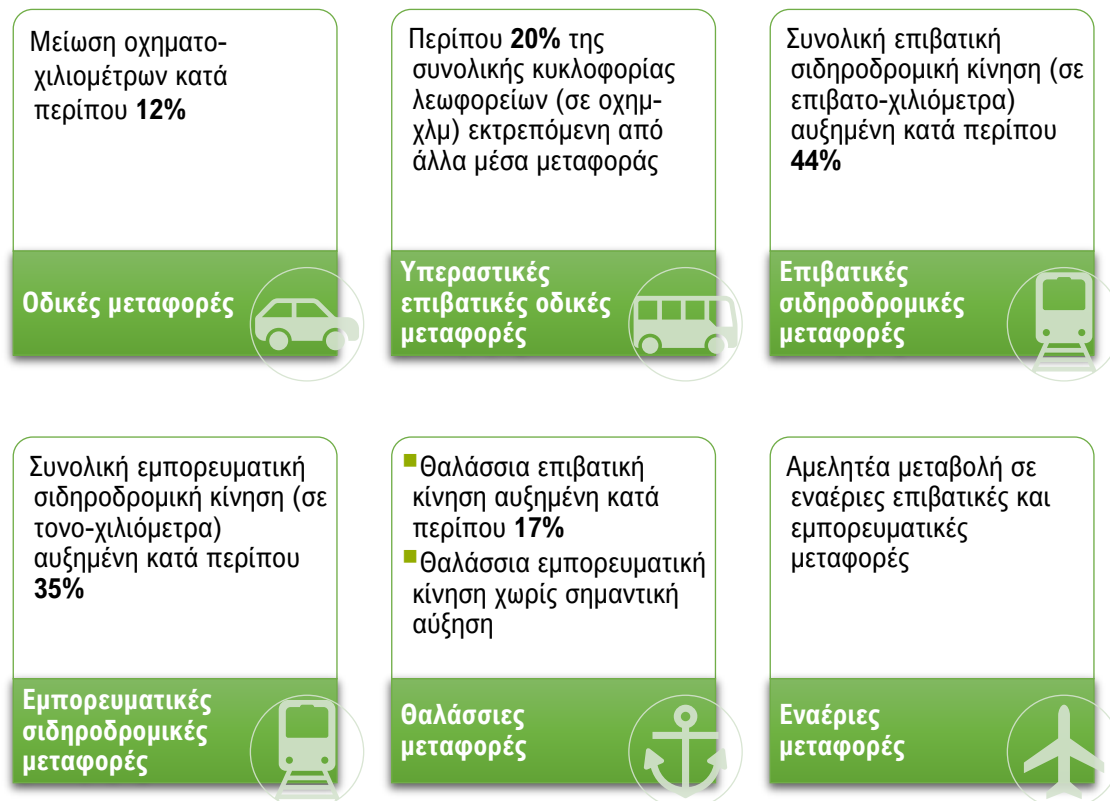 Μείωση οχηματο-
χιλιομέτρων κατά
περίπου 12%
Οδικές μεταφορές
Περίπου 20% της
συνολικής κυκλοφορίας
λεωφορείων (σε οχημ-
χλμ) εκτρεπόμενη από
άλλα μέσα μεταφοράς
Υπεραστικές
επιβατικές οδικές
μεταφορές
Συνολική επιβατική
σιδηροδρομική κίνηση (σε
επιβατο-χιλιόμετρα)
αυξημένη κατά περίπου
44%
Επιβατικές
σιδηροδρομικές
μεταφορές
Συνολική εμπορευματική
σιδηροδρομική κίνηση (σε
τονο-χιλιόμετρα)
αυξημένη κατά περίπου
35%
Εμπορευματικές
σιδηροδρομικές
μεταφορές
Θαλάσσια επιβατική
κίνηση αυξημένη κατά
περίπου 17%
Θαλάσσια εμπορευματική
κίνηση χωρίς σημαντική
αύξηση
Θαλάσσιες
μεταφορές
Αμελητέα μεταβολή σε
εναέριες επιβατικές και
εμπορευματικές
μεταφορές
Εναέριες
μεταφορές